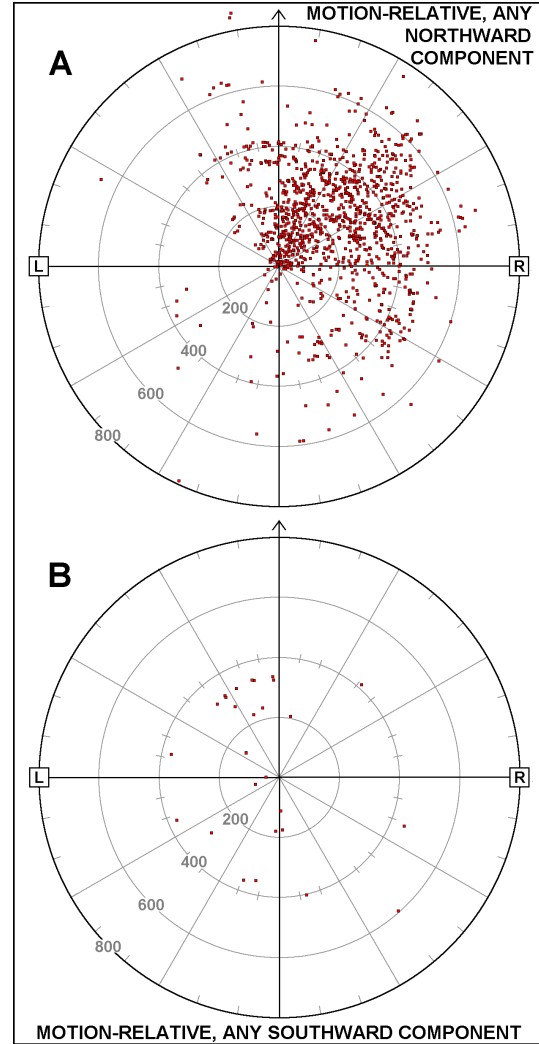 MOTION-RELATIVE, ANY
NORTHWARD
COMPONENT
A
L
R
200
400
600
800
B
L
R
200
400
600
800
MOTION-RELATIVE, ANY SOUTHWARD COMPONENT